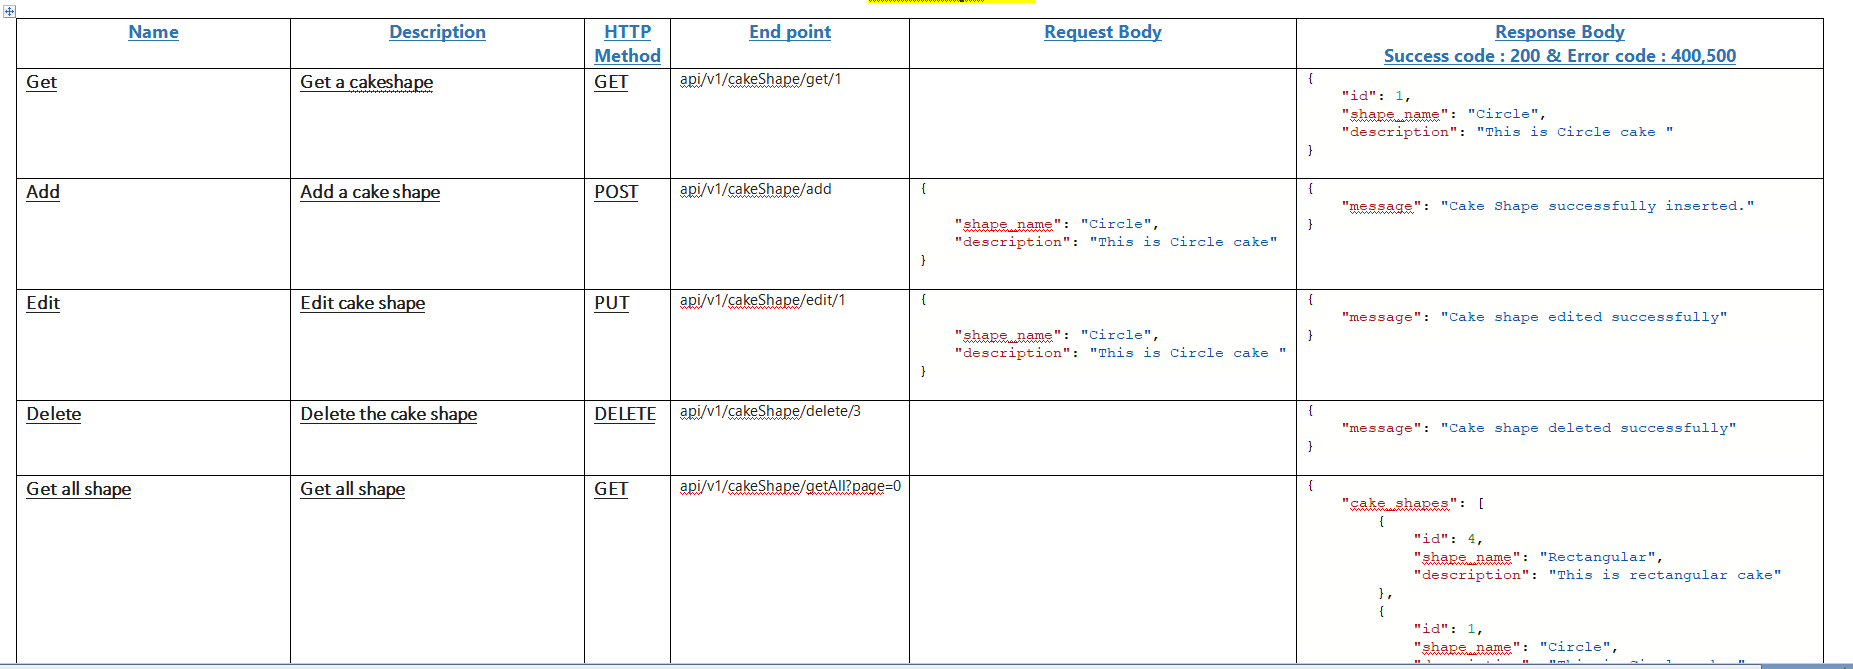 Name
Description
HTTP
Method
End point
Request Body
Response Body
Success code : 200 & Error code : 400,500
Get
Get a cakeshape
GET
api/v1/cakeShape/get/1
{
"id": 1,
"shape_name": "Circle",
"description": "This is Circle cake "
}
Add
Add a cake shape
POST
api/v1/cakeShape/add
{
"shape_name": "Circle",
"description": "This is Circle cake"
}
{
"message": "Cake Shape successfully inserted."
}
Edit
Edit cake shape
PUT
api/v1/cakeShape/edit/1
{
"shape_name": "Circle",
"description": "This is Circle cake "
}
{
"message": "Cake shape edited successfully"
}
Delete
Delete the cake shape
DELETE
api/v1/cakeShape/delete/3
{
"message": "Cake shape deleted successfully"
}
Get all shape
Get all shape
GET
api/v1/cakeShape/getAll?page=0
{
"cake_shapes": [
{
"id": 4,
"shape_name": "Rectangular",
"description": "This is rectangular cake"
},
{
"id": 1,
"shape_name": "Circle",